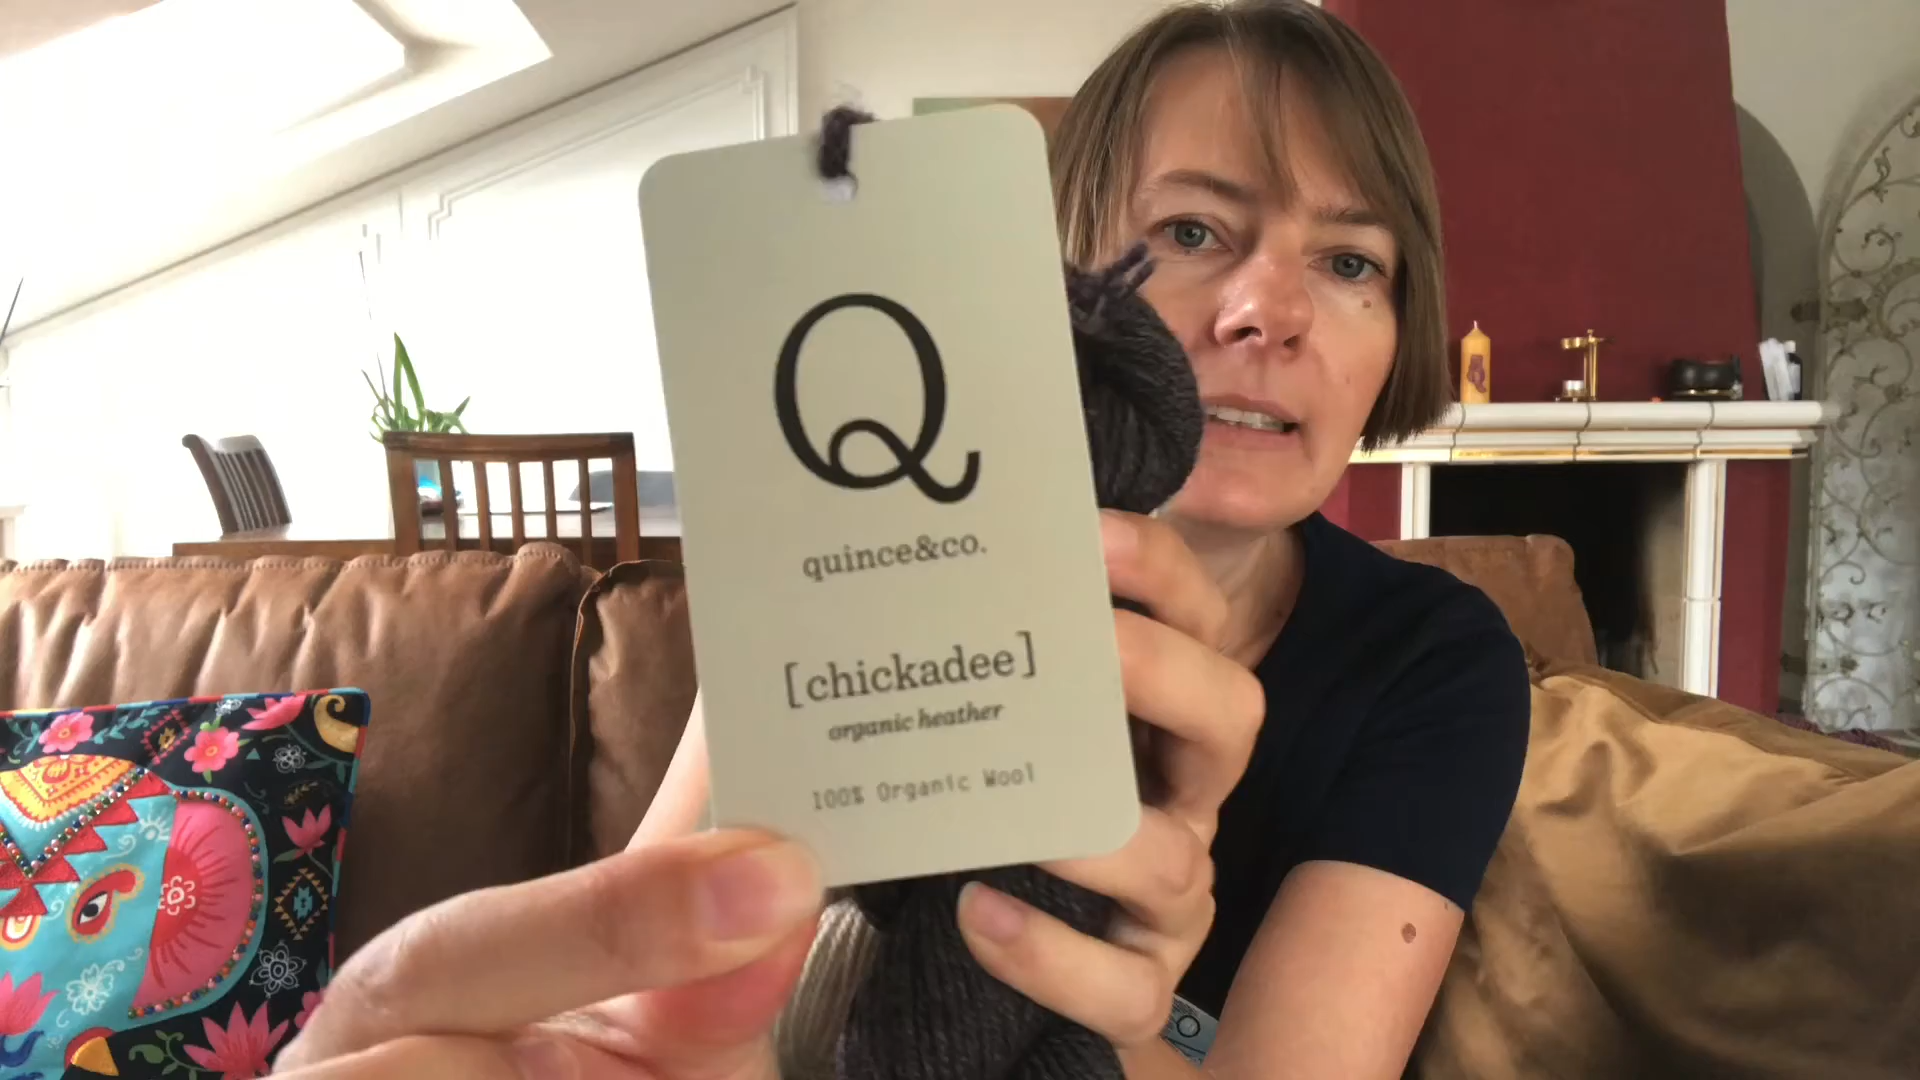 Q
quince&co.
[chickadee]
organic heather
100% Organic Wool